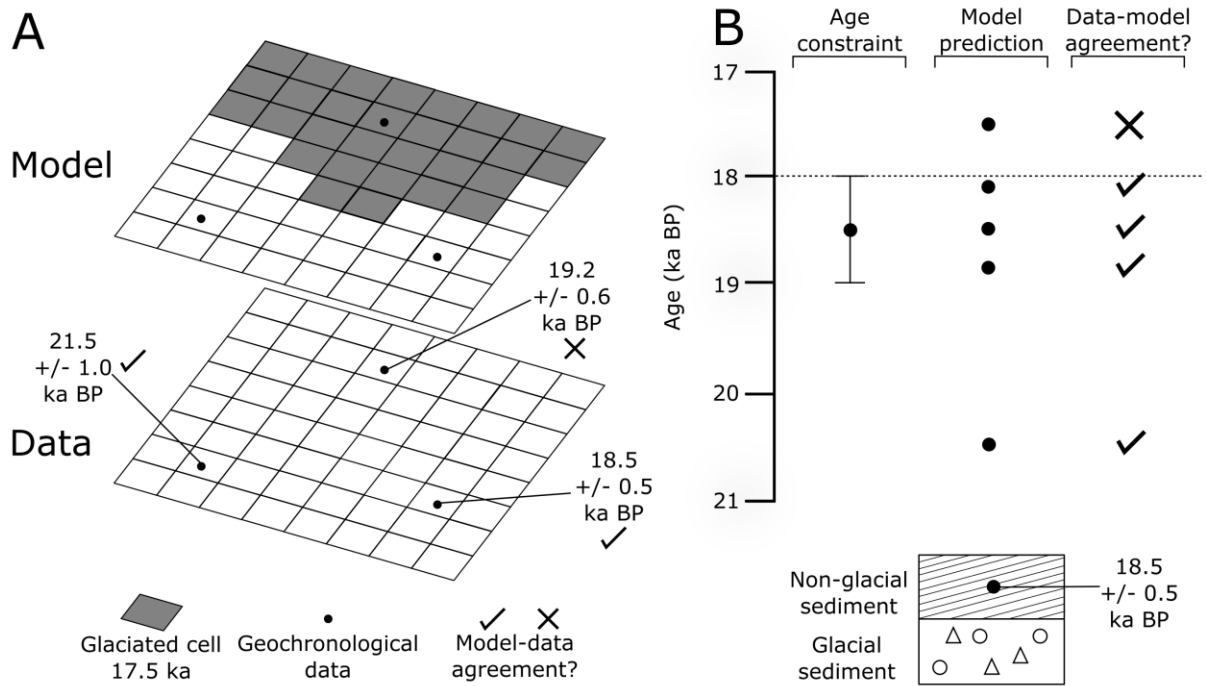 A
Model
19.2
+/- 0.6
ka BP
21.5
+/- 1.0
ka BP
Data
18.5
+/- 0.5
ka BP
Glaciated cell
17.5 ka
Geochronological
data
Model-data
agreement?
B
Age
constraint
Model
prediction
Data-model
agreement?
Age (ka BP)
17
18
19
20
21
Non-glacial
sediment
Glacial
sediment
18.5
+/- 0.5
ka BP